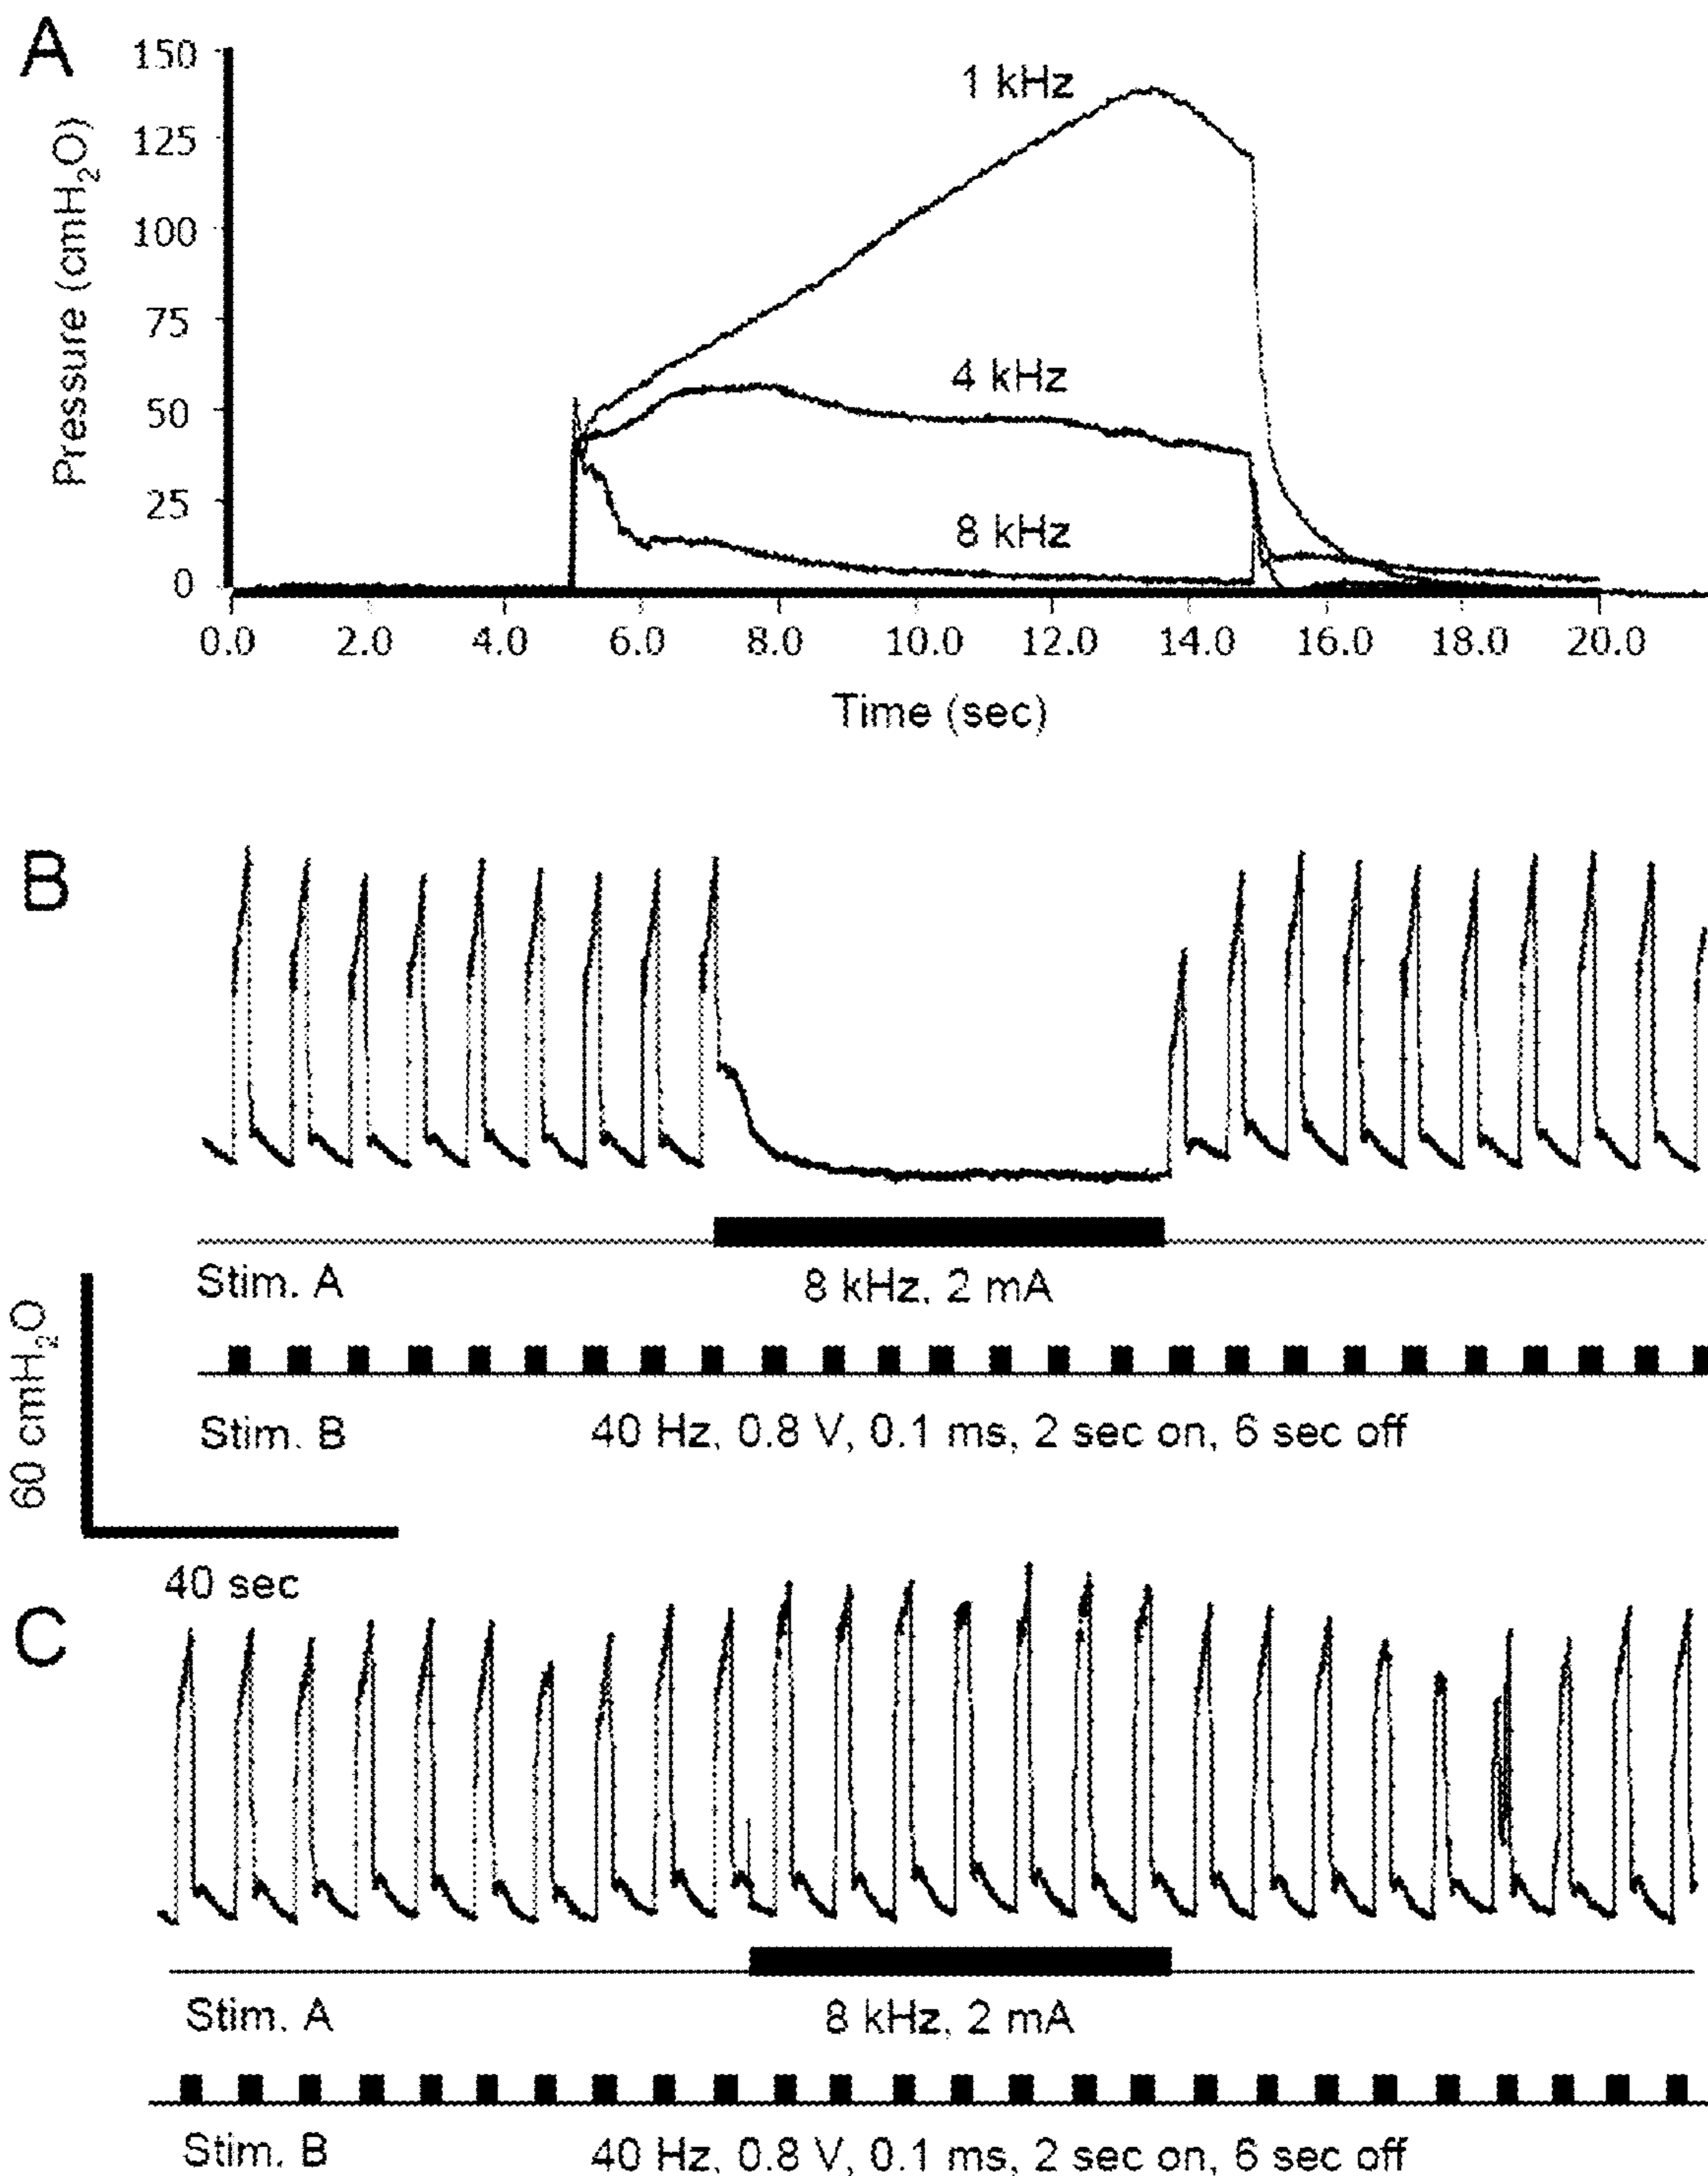 A
150
125
100
75
50
25
0
Pressure (cmH₂O)
1 kHz
4 kHz
8 kHz
0.0 2.0 4.0 6.0 8.0 10.0 12.0 14.0 16.0 18.0 20.0
Time (sec)
B
Stim. A
8 kHz, 2 mA
Stim. B
40 Hz, 0.8 V, 0.1 ms, 2 sec on, 6 sec off
60 cmH₂O
40 sec
C
Stim. A
8 kHz, 2 mA
Stim. B
40 Hz, 0.8 V, 0.1 ms, 2 sec on, 6 sec off